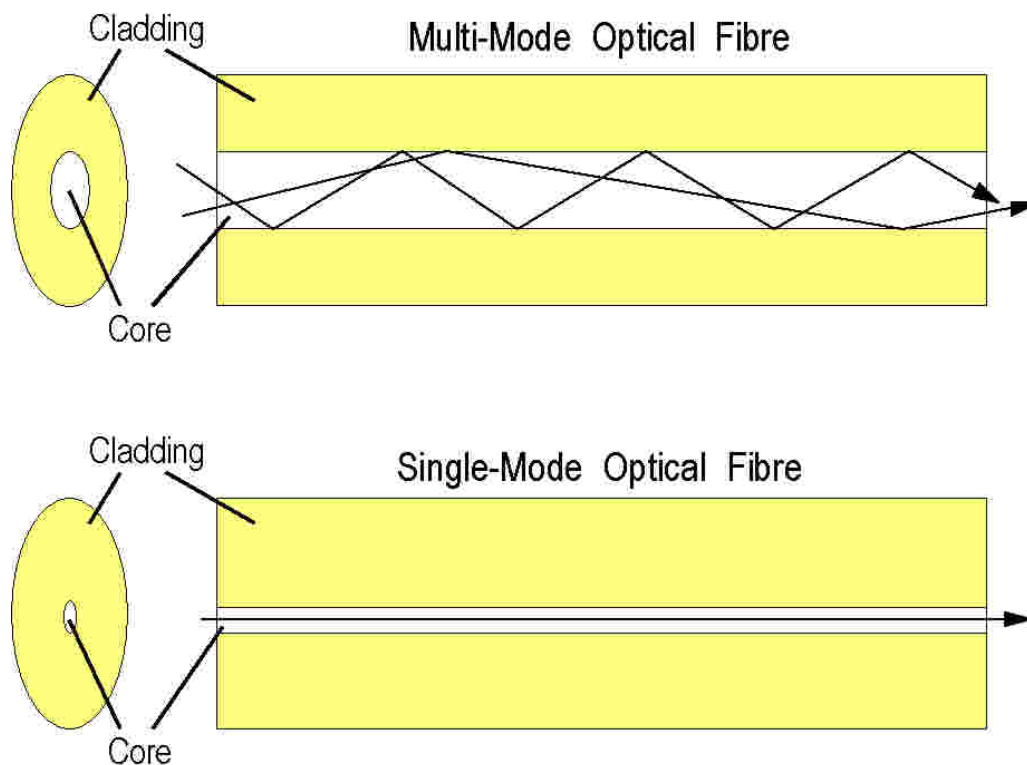 Cladding
Multi-Mode Optical Fibre
Core
Cladding
Single-Mode Optical Fibre
Core